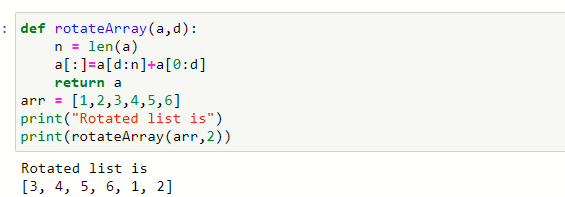 : def rotateArray(a,d):
    n = len(a)
    a[:]=a[d:n]+a[0:d]
    return a
arr = [1,2,3,4,5,6]
print("Rotated list is")
print(rotateArray(arr,2))
Rotated list is
[3, 4, 5, 6, 1, 2]